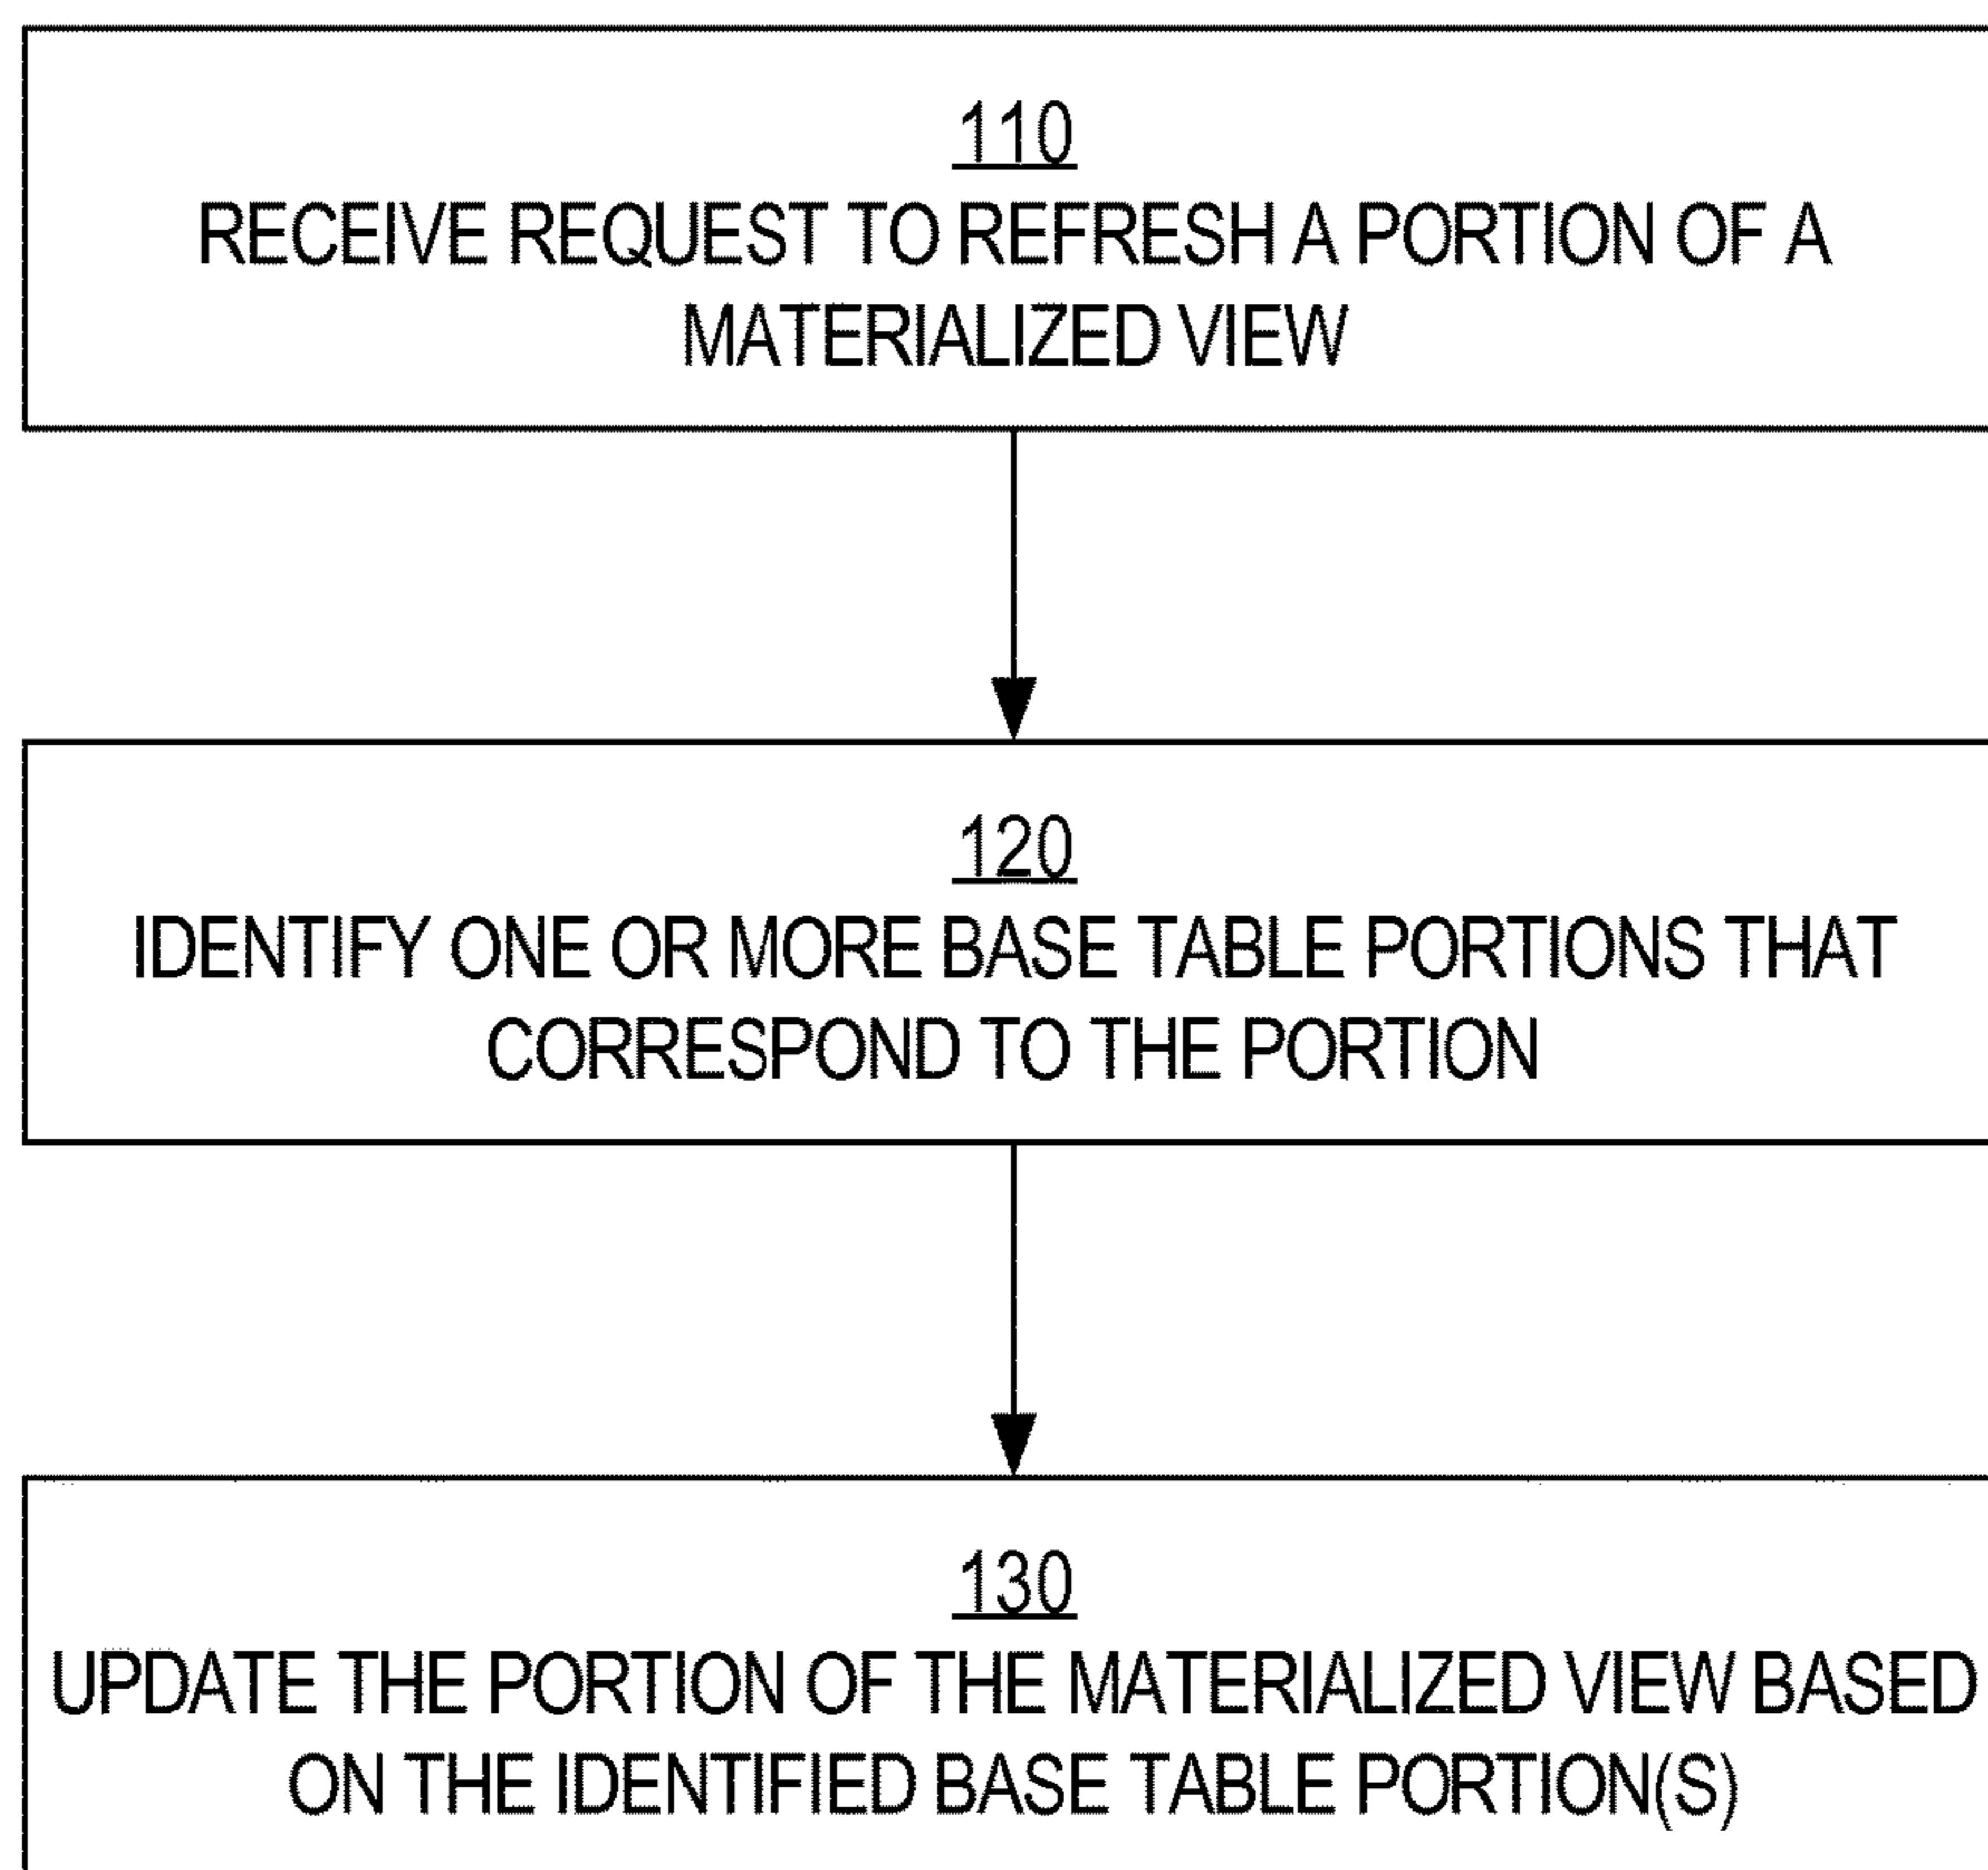 110
RECEIVE REQUEST TO REFRESH A PORTION OF A
MATERIALIZED VIEW
120
IDENTIFY ONE OR MORE BASE TABLE PORTIONS THAT
CORRESPOND TO THE PORTION
130
UPDATE THE PORTION OF THE MATERIALIZED VIEW BASED
ON THE IDENTIFIED BASE TABLE PORTION(S)